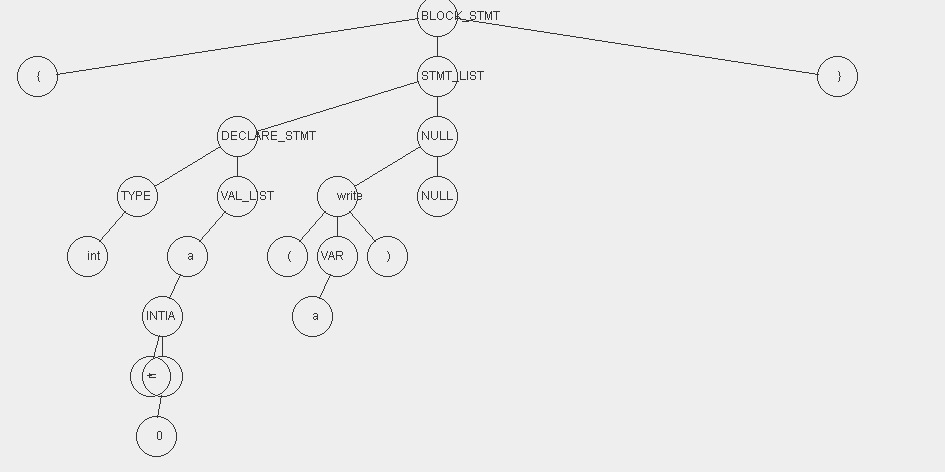 BLOCK_STMT
{
STMT_LIST
}
DECLARE_STMT
NULL
TYPE
VAL_LIST
write
NULL
int
a
(
VAR
)
INTIA
a
=
0